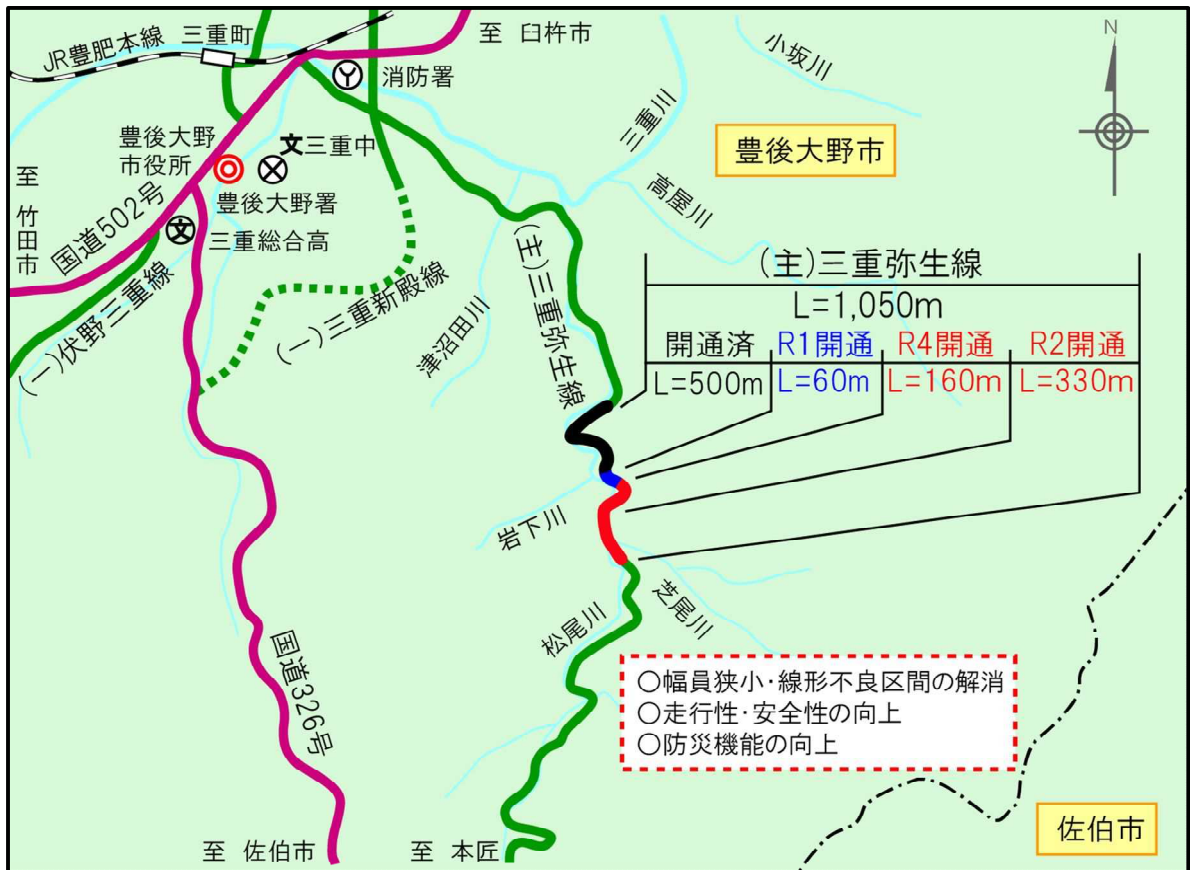 JR豊肥本線 三重町
至 臼杵市
小坂川
消防署
三重川
豊後大野市
N
豊後大野
市役所
文三重中
高屋川
至 竹田市
国道502号
豊後大野署
文
三重総合高
(一)伏野三重線
(一)三重新殿線
津沼田川
(主)三重弥生線
(主)三重弥生線
L=1,050m
開通済 R1開通 R4開通 R2開通
L=500m L=60m L=160m L=330m
岩下川
芝尾川
松尾川
国道326号
○幅員狭小・線形不良区間の解消
○走行性・安全性の向上
○防災機能の向上
佐伯市
至 佐伯市
至 本匠